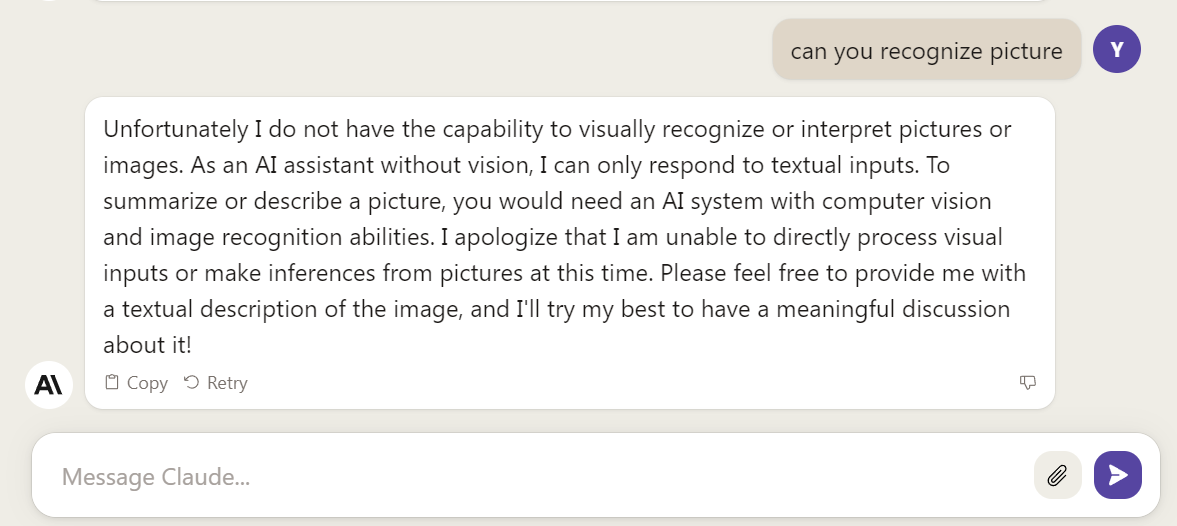 can you recognize picture
Y
Unfortunately I do not have the capability to visually recognize or interpret pictures or
images. As an AI assistant without vision, I can only respond to textual inputs. To
summarize or describe a picture, you would need an AI system with computer vision
and image recognition abilities. I apologize that I am unable to directly process visual
inputs or make inferences from pictures at this time. Please feel free to provide me with
a textual description of the image, and I'll try my best to have a meaningful discussion
about it!
Copy Retry
A\
Message Claude...